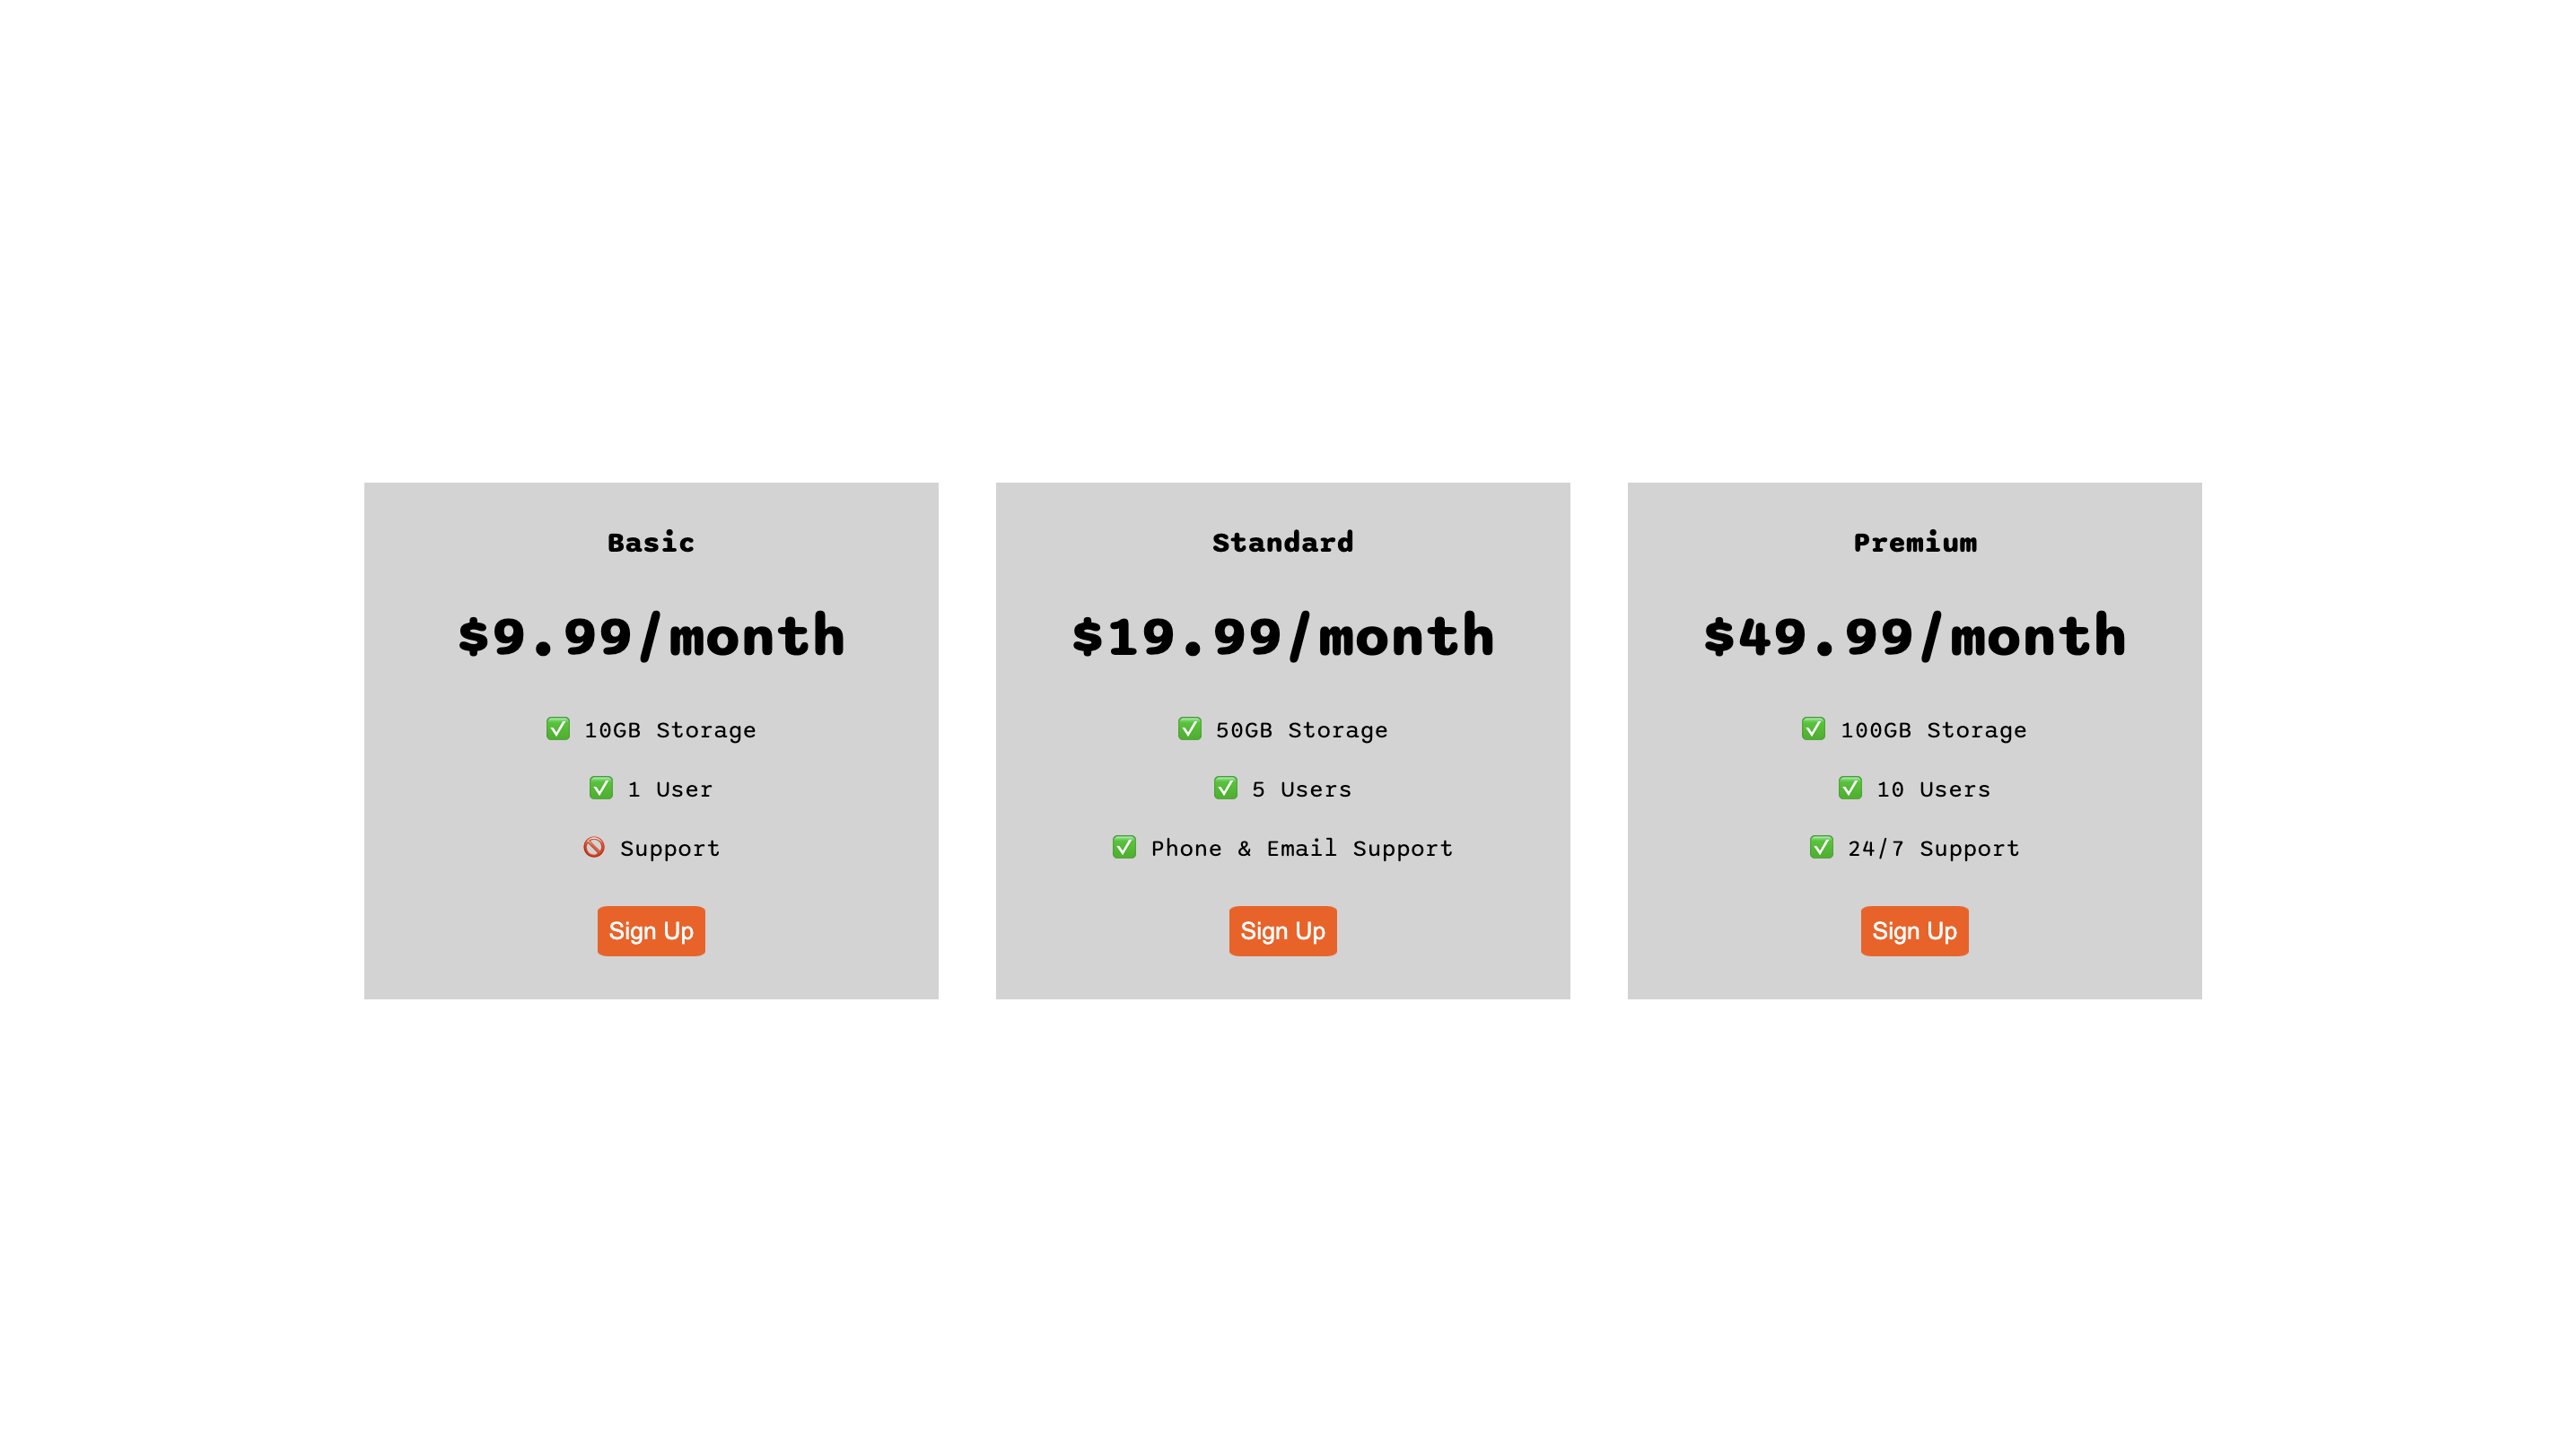 Basic
$9.99/month
✅ 10GB Storage
✅ 1 User
🚫 Support
Sign Up
Standard
$19.99/month
✅ 50GB Storage
✅ 5 Users
✅ Phone & Email Support
Sign Up
Premium
$49.99/month
✅ 100GB Storage
✅ 10 Users
✅ 24/7 Support
Sign Up